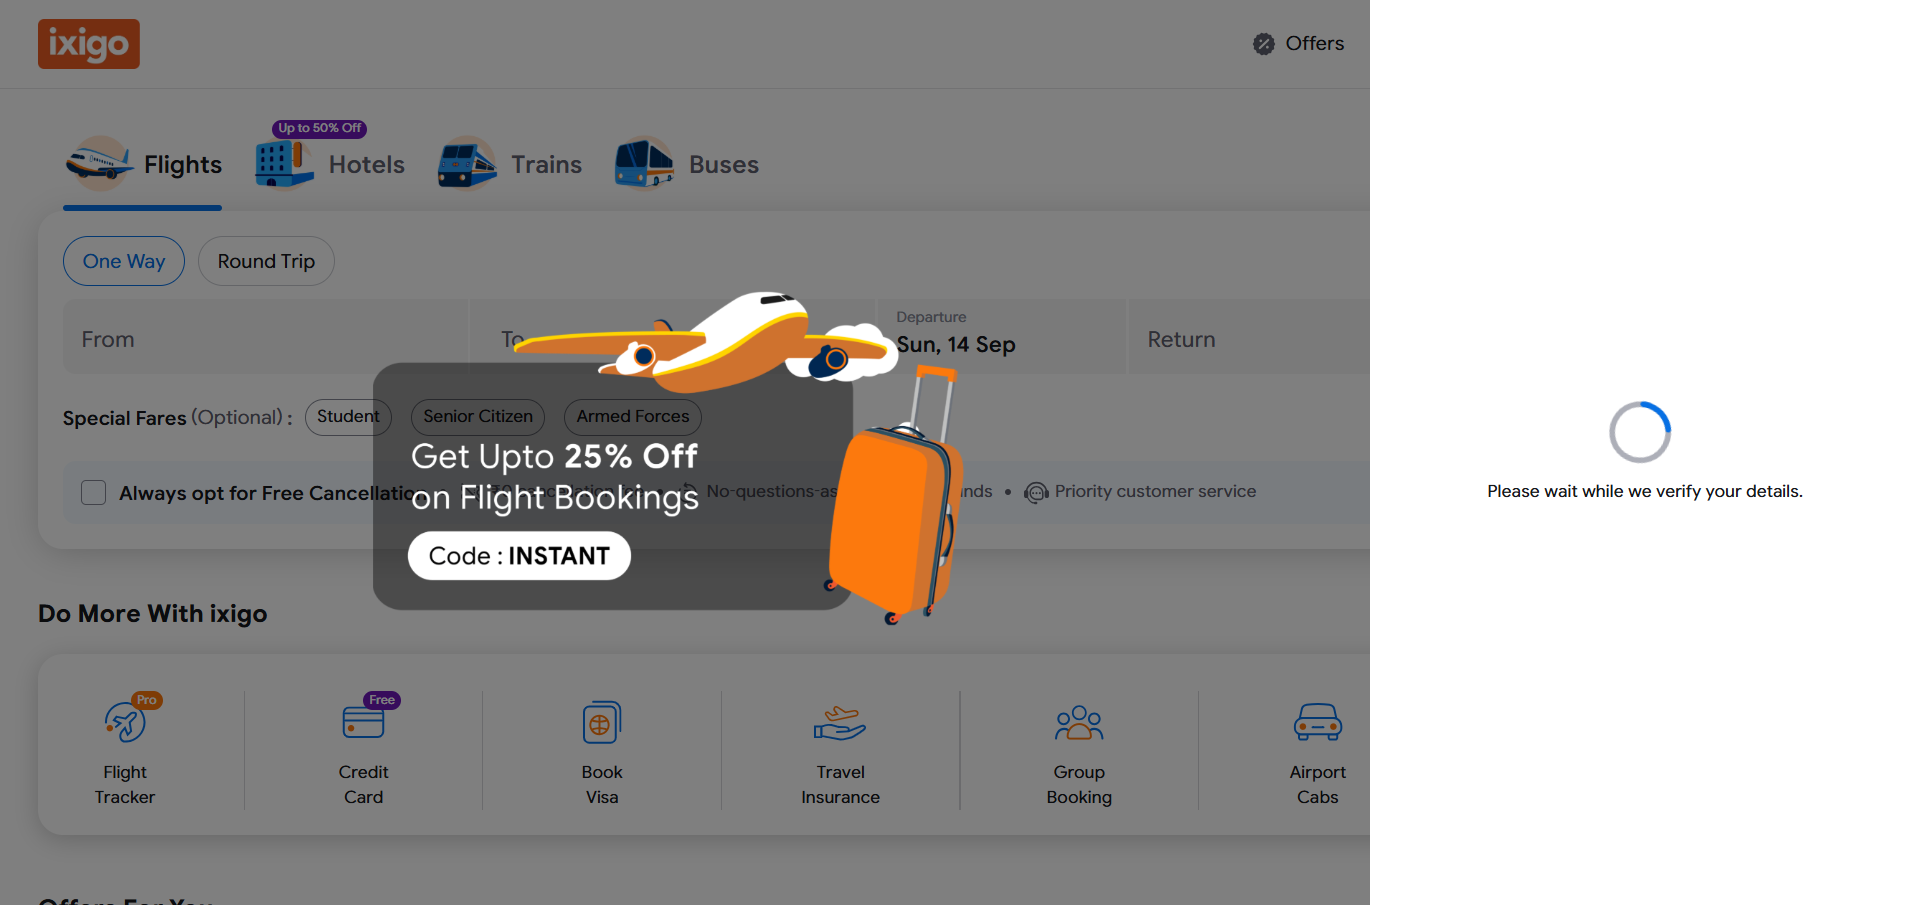 ixigo
Offers
Up to 50% Off
Flights
Hotels
Trains
Buses
One Way
Round Trip
From
To
Departure
Sun, 14 Sep
Return
Special Fares (Optional) :
Student
Senior Citizen
Armed Forces
Get Upto 25% Off
on Flight Bookings
Code : INSTANT
Always opt for Free Cancellation
No-questions-as
nds • Priority customer service
Please wait while we verify your details.
Do More With ixigo
Pro
Flight
Tracker
Free
Credit
Card
Book
Visa
Travel
Insurance
Group
Booking
Airport
Cabs
Offers For You